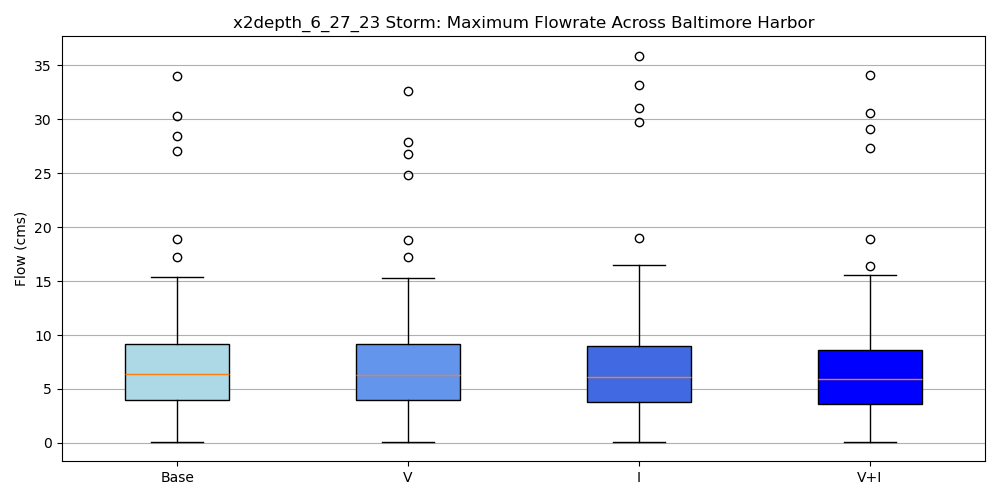 x2depth_6_27_23 Storm: Maximum Flowrate Across Baltimore Harbor
Flow (cms)
35
30
25
20
15
10
5
0
Base
V
I
V+I